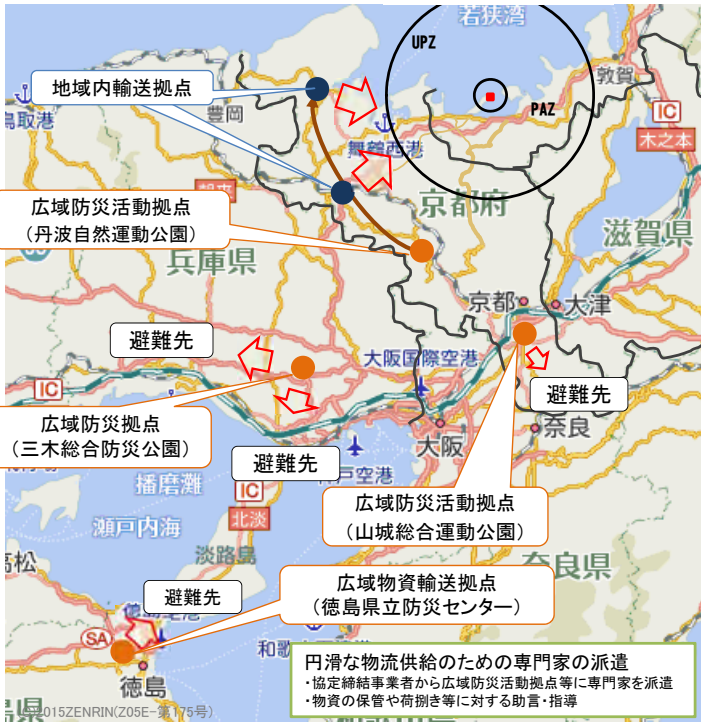 若狭湾
UPZ
地域内輸送拠点
敦賀
豊岡
PAZ
IC
鳥取港
木之本
舞鶴西港
広域防災活動拠点
（丹波自然運動公園）
京都府
滋賀県
兵庫県
京都
大津
避難先
大阪国際空港
IC
避難先
広域防災拠点
（三木総合防災公園）
奈良
大阪
避難先
神戸空港
播磨灘
IC
北淡
広域防災活動拠点
（山城総合運動公園）
瀬戸内海
淡路島
奈良県
高松
広域物資輸送拠点
（徳島県立防災センター）
避難先
SA
徳島
円滑な物流供給のための専門家の派遣
・協定締結事業者から広域防災活動拠点等に専門家を派遣
・物資の保管や荷捌き等に対する助言・指導
2015ZENRIN(Z05E-第175号)